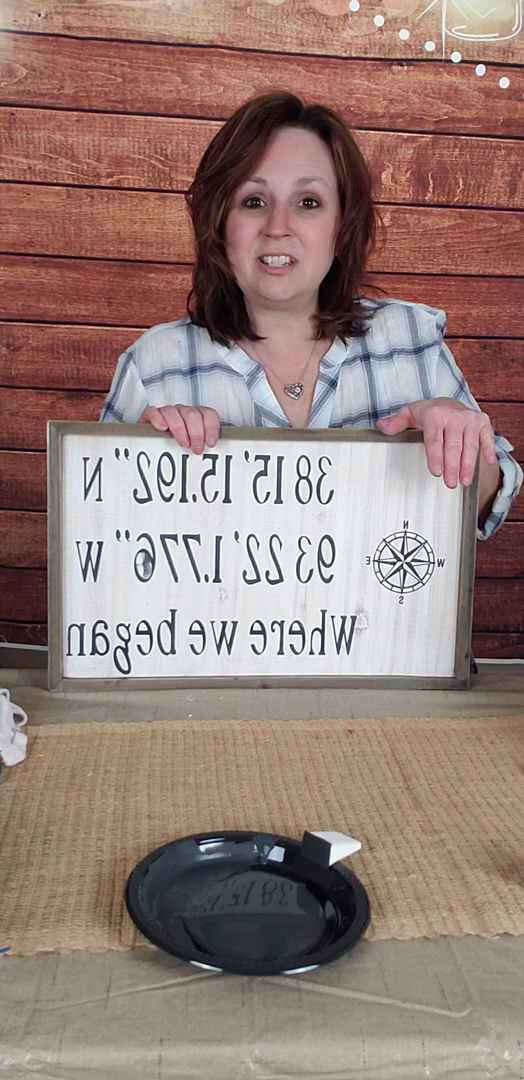 38 15' 15.192" N
93 22' 1.776" W
Where we began
N
W
E
S